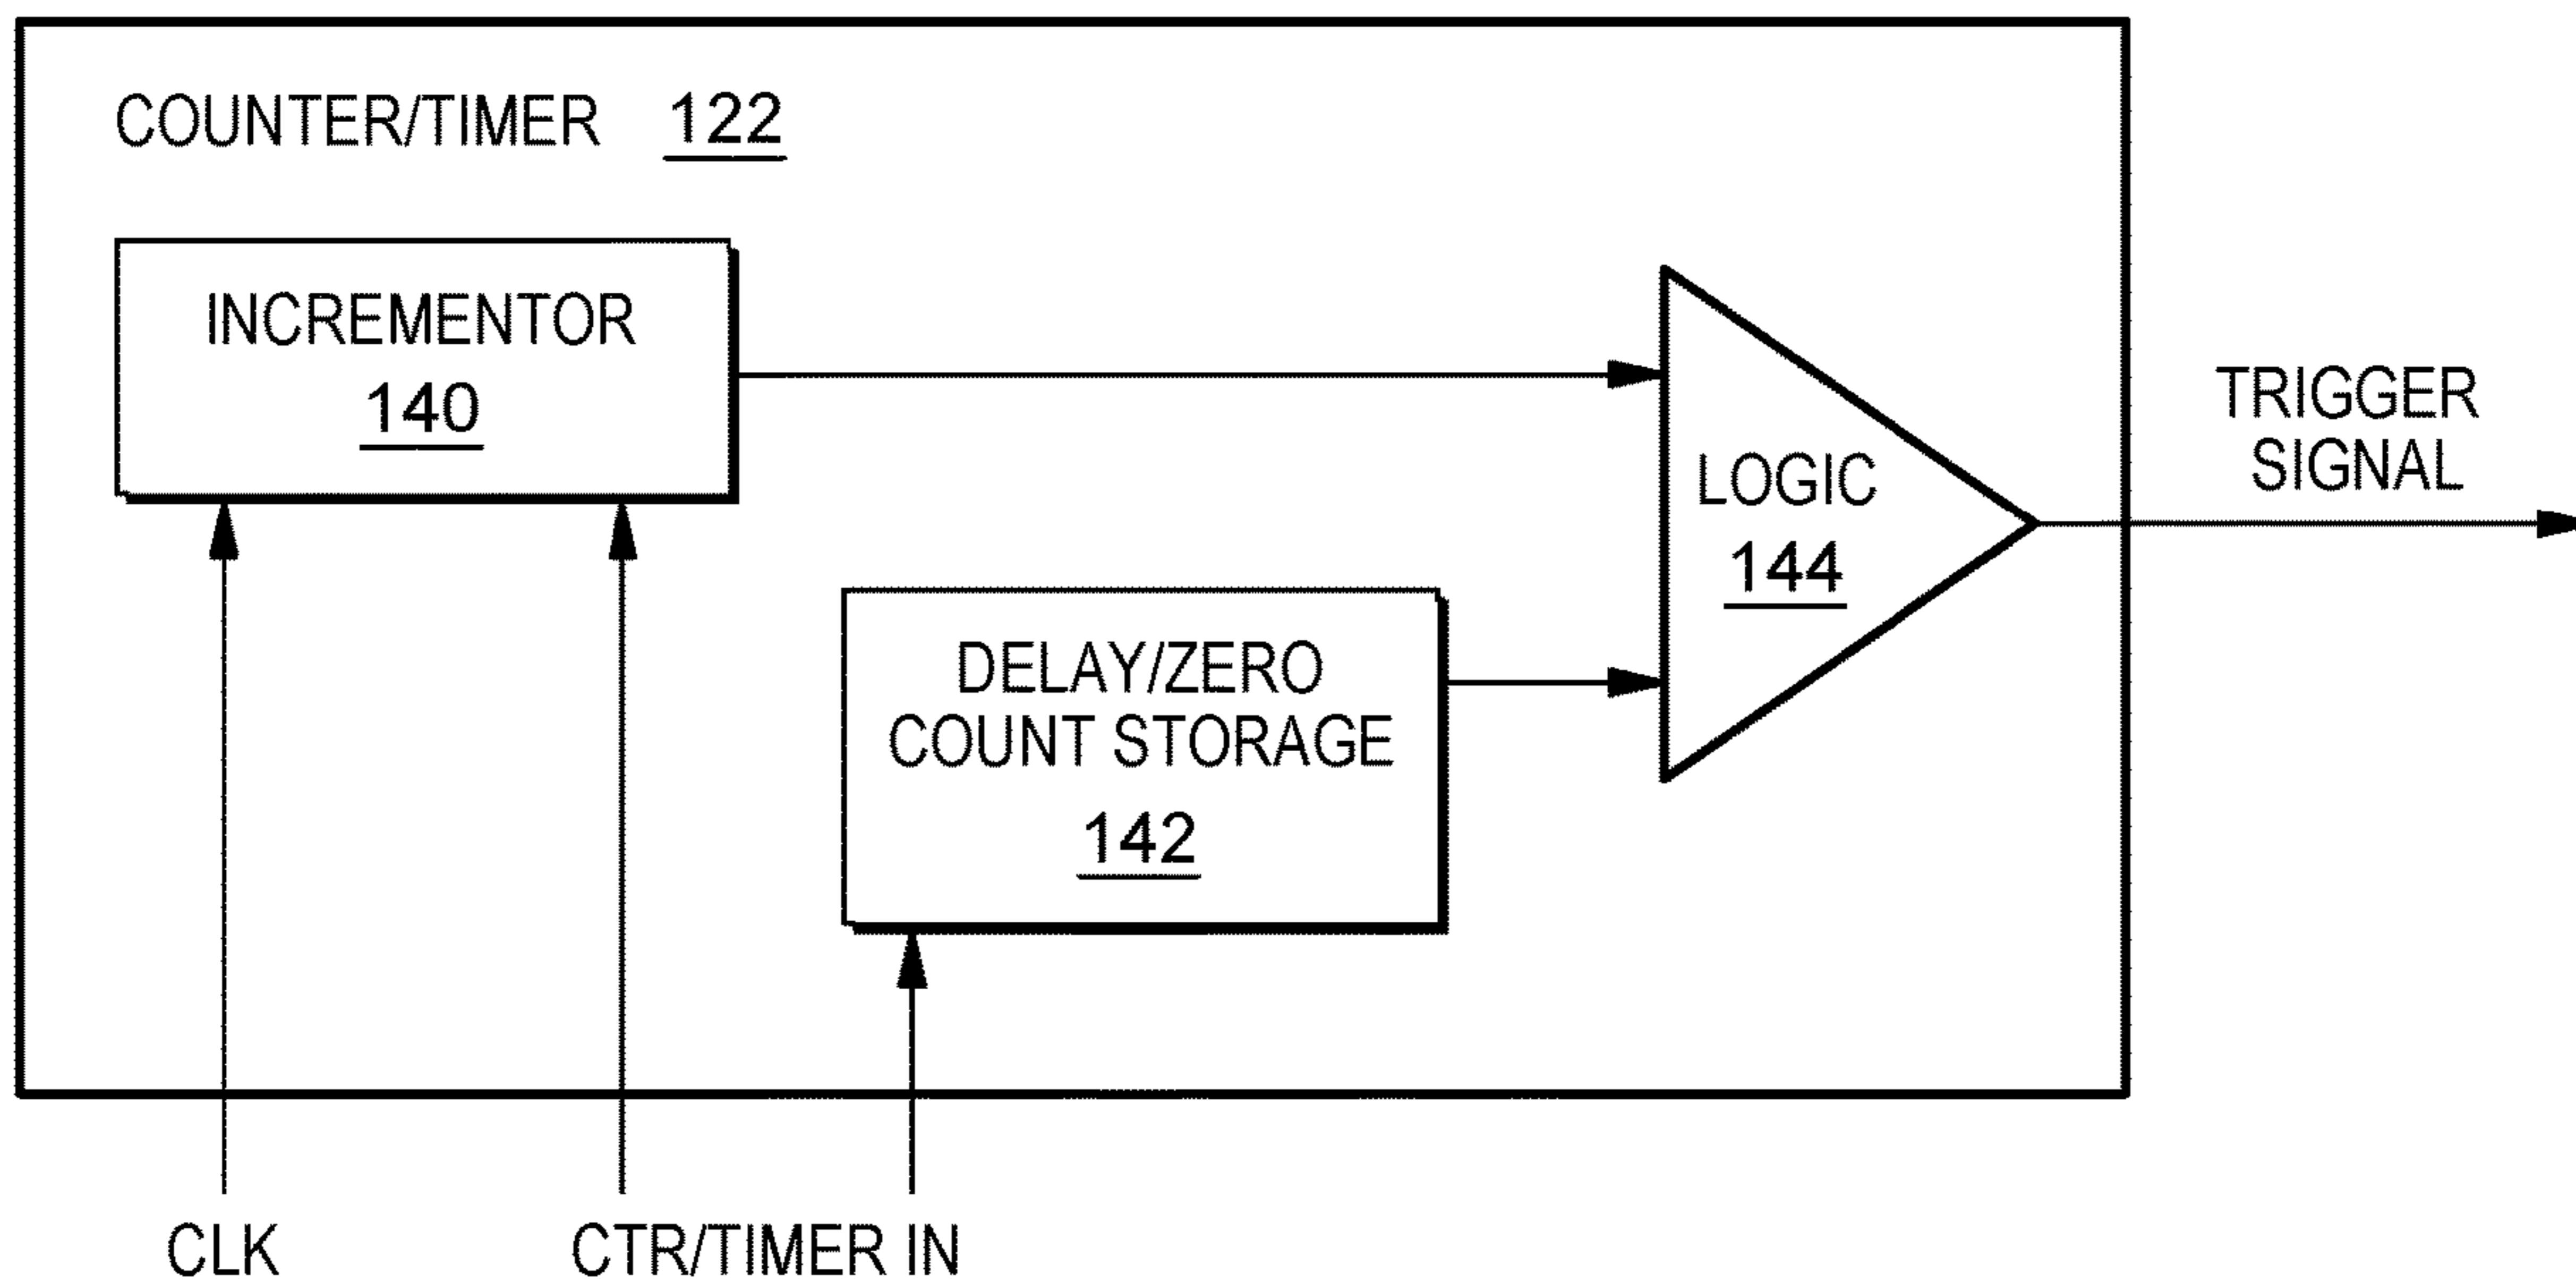 COUNTER/TIMER 122
INCREMENTOR
140
LOGIC
144
TRIGGER
SIGNAL
DELAY/ZERO
COUNT STORAGE
142
CLK
CTR/TIMER IN